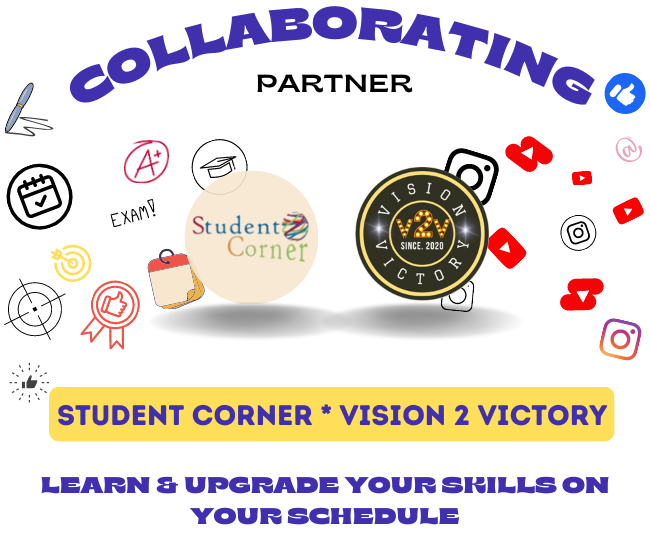 COLLABORATING
PARTNER
A+
EXAM!
@
Student
Corner
VISION
v2v
SINCE. 2020
VICTORY
STUDENT CORNER * VISION 2 VICTORY
LEARN & UPGRADE YOUR SKILLS ON
YOUR SCHEDULE